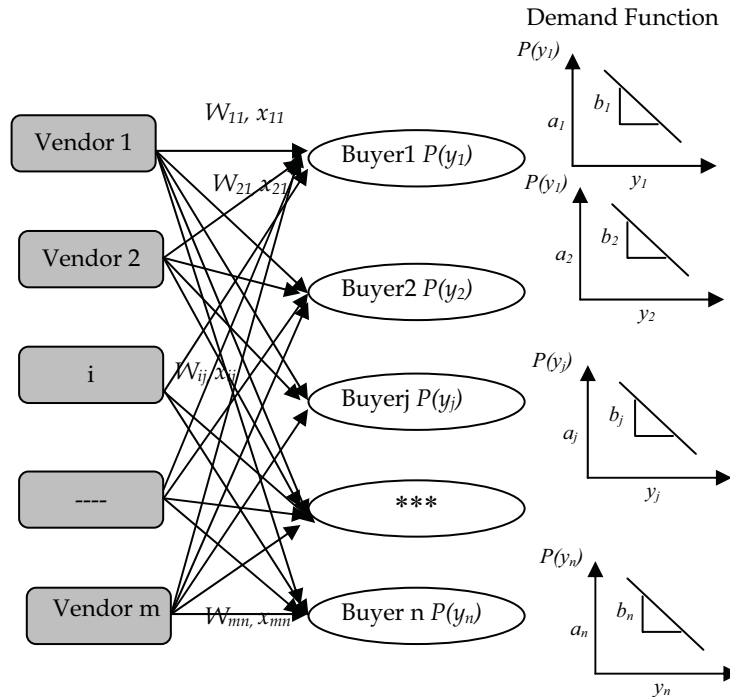 Demand Function
P(y₁)
b₁
a₁
y₁
W₁₁, x₁₁
Vendor 1
Buyer1 P(y₁)
W₂₁ x₂₁
P(y₁)
b₂
a₂
y₂
Vendor 2
Buyer2 P(y₂)
i
Wᵢⱼ xᵢⱼ
Buyerj P(yⱼ)
P(yⱼ)
bⱼ
aⱼ
yⱼ
----
***
Vendor m
Wₘₙ, xₘₙ
Buyer n P(yₙ)
P(yₙ)
bₙ
aₙ
yₙ